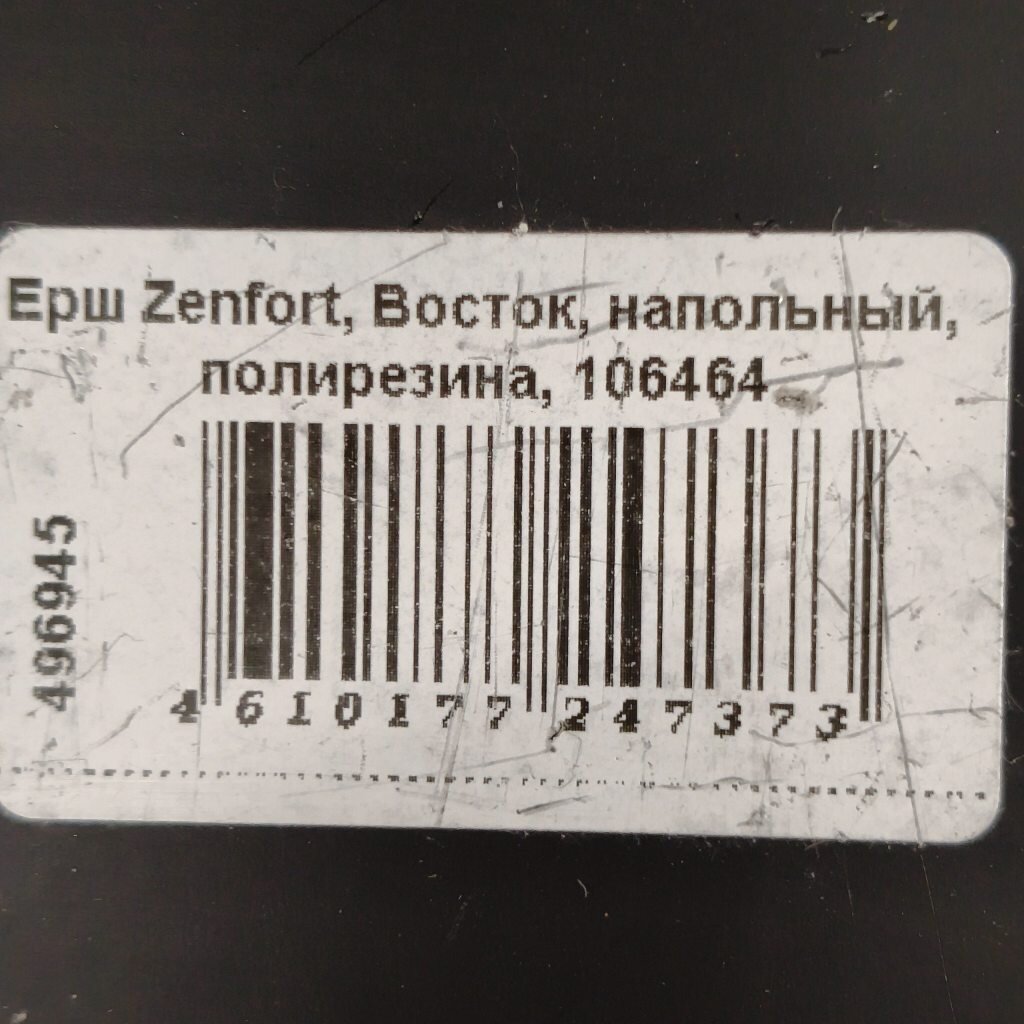 Ерш Zenfort, Восток, напольный,
полирезина, 106464
496945
4 610177 247373